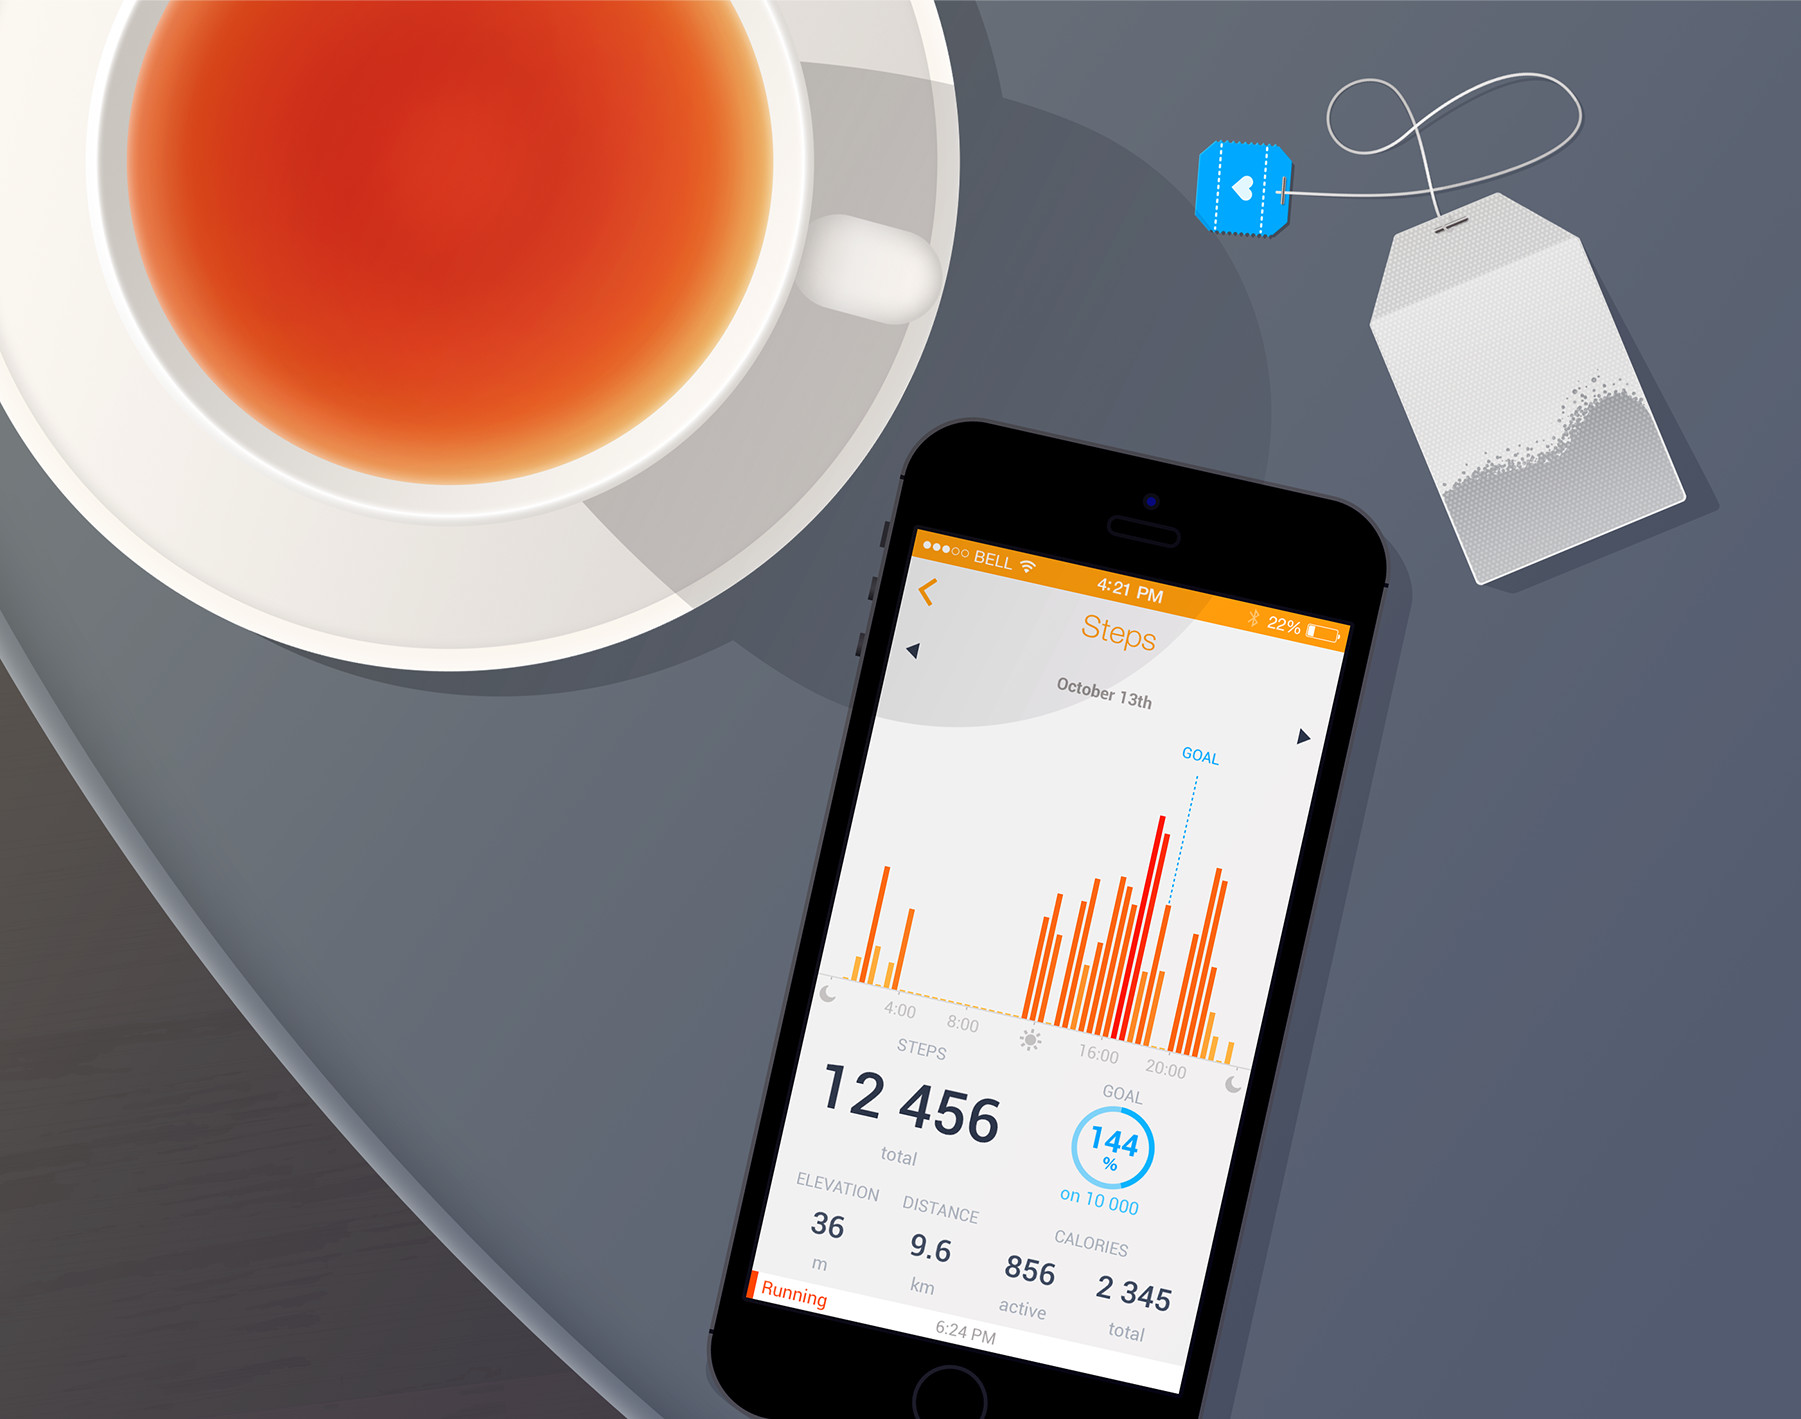 BELL 4:21 PM 22%
Steps
October 13th
GOAL
4:00 8:00 16:00 20:00
STEPS
12 456
total
GOAL
144
%
on 10 000
ELEVATION
36
m
DISTANCE
9.6
km
CALORIES
856
active
2 345
total
Running
6:24 PM